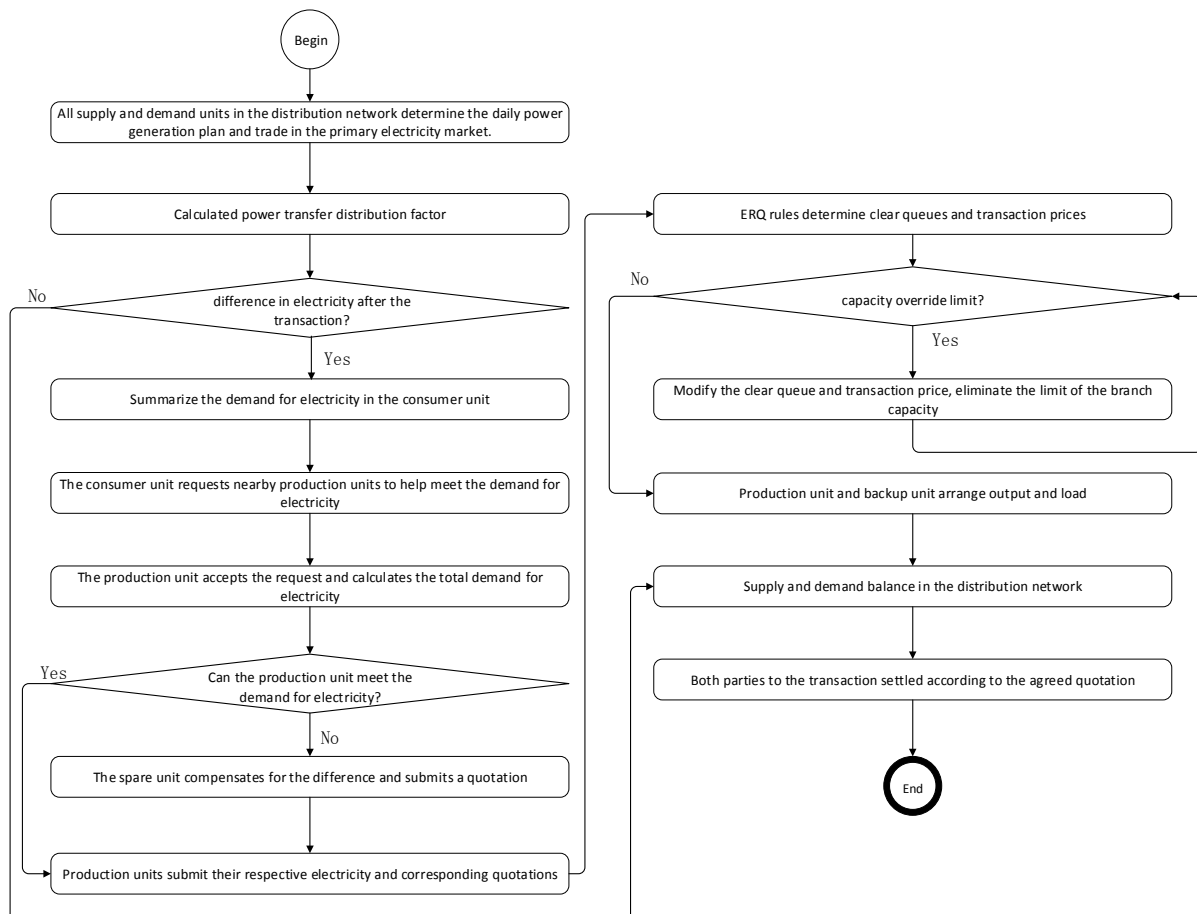 Begin
All supply and demand units in the distribution network determine the daily power
generation plan and trade in the primary electricity market.
Calculated power transfer distribution factor
No
difference in electricity after the
transaction?
Yes
Summarize the demand for electricity in the consumer unit
The consumer unit requests nearby production units to help meet the demand for
electricity
The production unit accepts the request and calculates the total demand for
electricity
Yes
Can the production unit meet the
demand for electricity?
No
The spare unit compensates for the difference and submits a quotation
Production units submit their respective electricity and corresponding quotations
ERQ rules determine clear queues and transaction prices
No
capacity override limit?
Yes
Modify the clear queue and transaction price, eliminate the limit of the branch
capacity
Production unit and backup unit arrange output and load
Supply and demand balance in the distribution network
Both parties to the transaction settled according to the agreed quotation
End